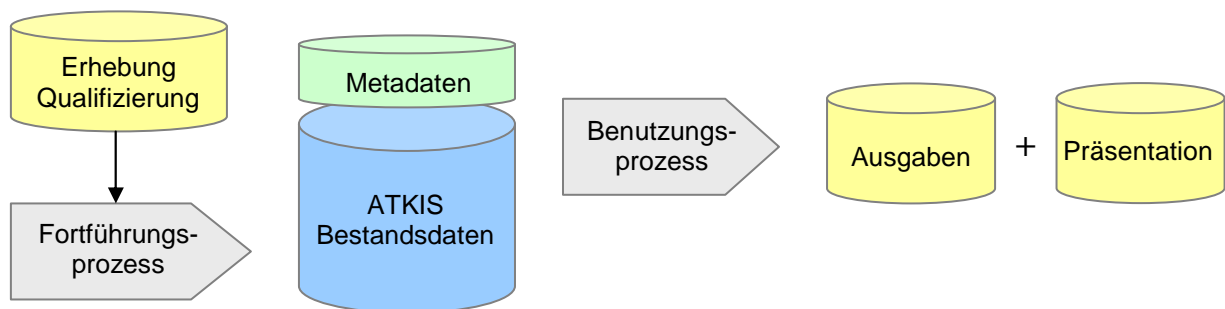 Erhebung
Qualifizierung
Fortführungs-
prozess
Metadaten
ATKIS
Bestandsdaten
Benutzungs-
prozess
Ausgaben
+
Präsentation